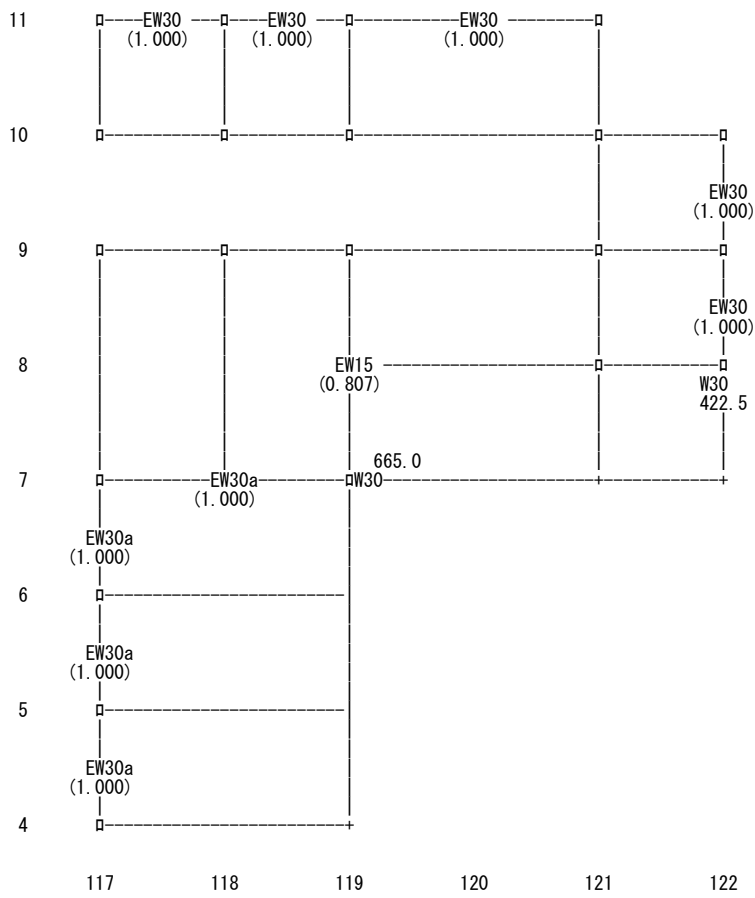 11 EW30 EW30 EW30
(1.000) (1.000) (1.000)
10
EW30
(1.000)
9
EW30
(1.000)
8 EW15
(0.807) W30
422.5
665.0
7 EW30a W30
(1.000)
EW30a
(1.000)
6
EW30a
(1.000)
5
EW30a
(1.000)
4
117 118 119 120 121 122